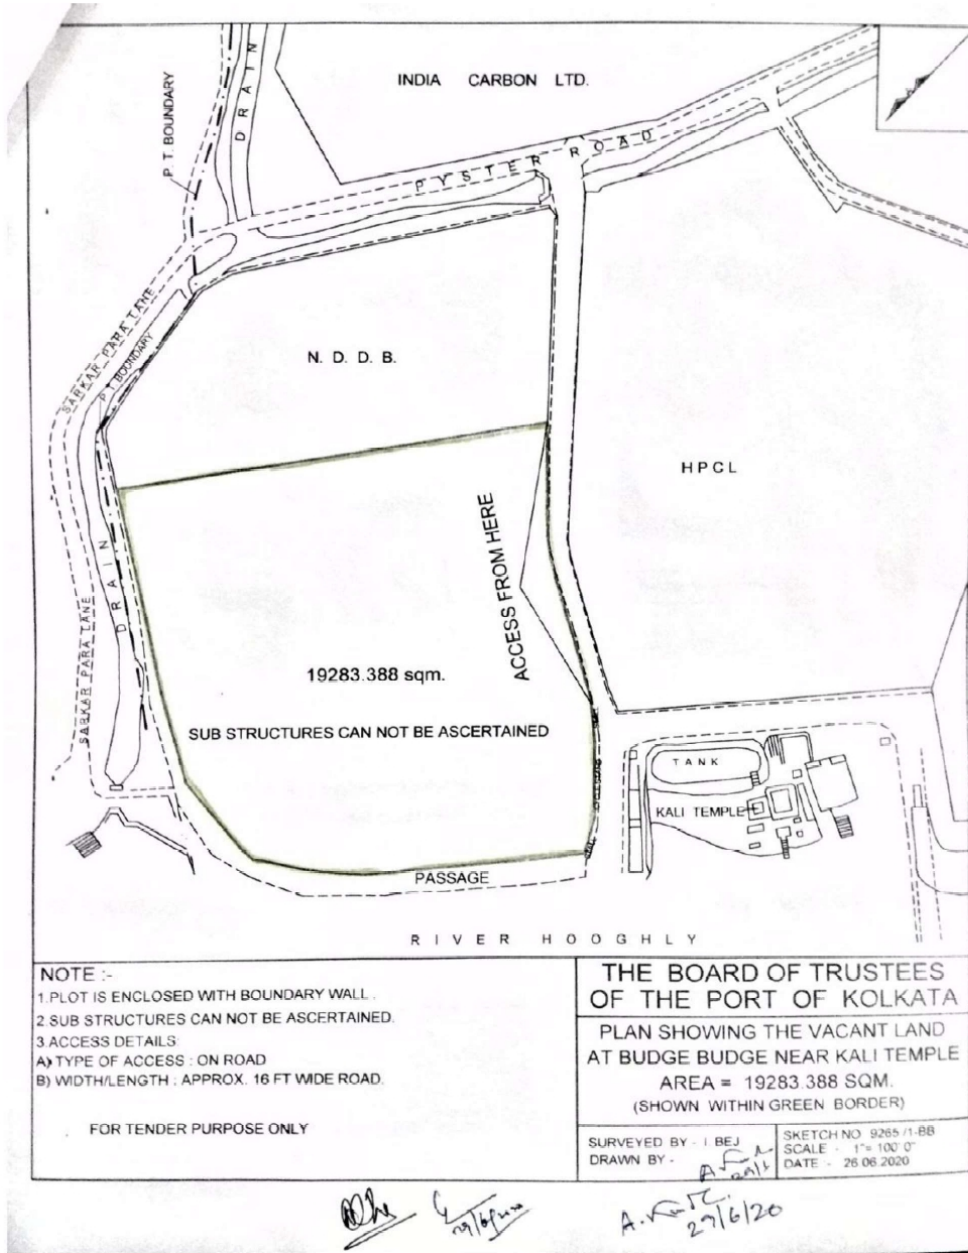 INDIA CARBON LTD.
P. T. BOUNDARY
DRAIN
PYSTER ROAD
SARKAR PARA LANE
P. T. BOUNDARY
N. D. D. B.
HPCL
ACCESS FROM HERE
DRAIN
SARKAR PARA LANE
19283.388 sqm.
SUB STRUCTURES CAN NOT BE ASCERTAINED
TANK
KALI TEMPLE
PASSAGE
RIVER HOOGHLY
NOTE :-
1.PLOT IS ENCLOSED WITH BOUNDARY WALL.
2.SUB STRUCTURES CAN NOT BE ASCERTAINED.
3.ACCESS DETAILS:
A) TYPE OF ACCESS : ON ROAD
B) WIDTH/LENGTH : APPROX. 16 FT WIDE ROAD.
FOR TENDER PURPOSE ONLY
THE BOARD OF TRUSTEES
OF THE PORT OF KOLKATA
PLAN SHOWING THE VACANT LAND
AT BUDGE BUDGE NEAR KALI TEMPLE
AREA = 19283.388 SQM.
(SHOWN WITHIN GREEN BORDER)
SURVEYED BY - I BEJ
DRAWN BY -
SKETCH NO 9265/1-BB
SCALE - 1"= 100'0"
DATE - 26.06.2020
29/6/20